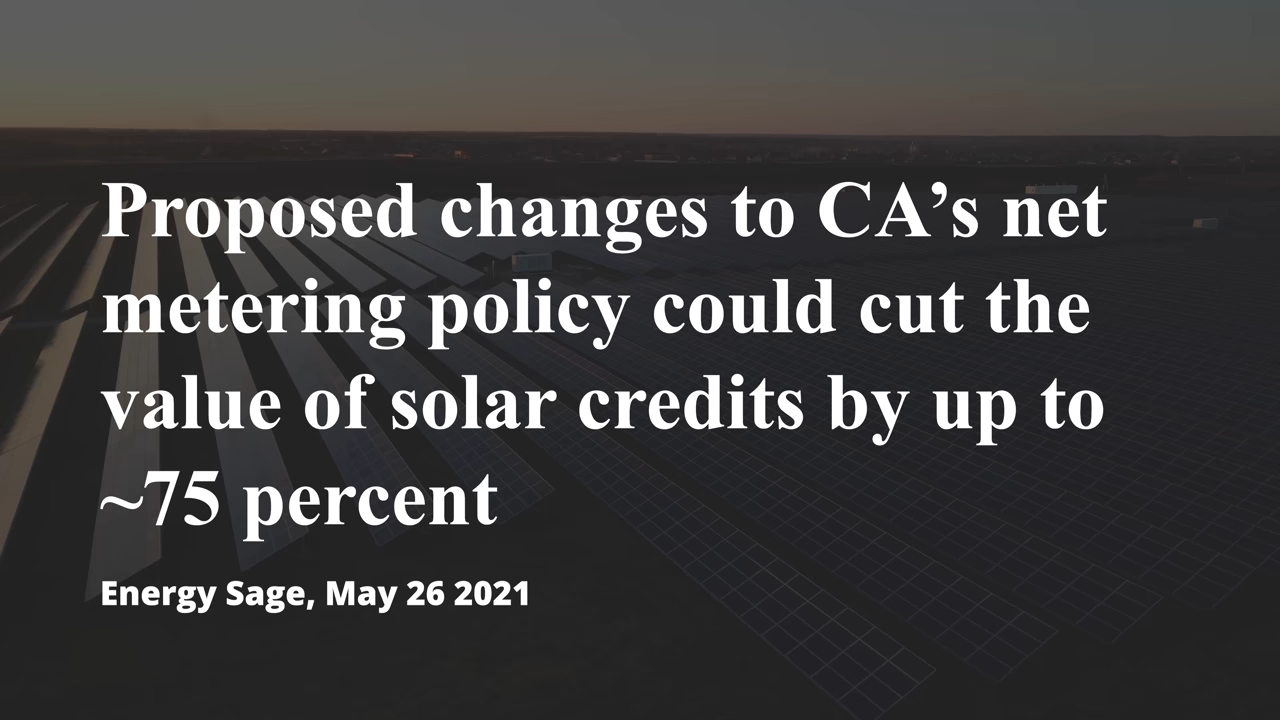 Proposed changes to CA’s net
metering policy could cut the
value of solar credits by up to
~75 percent
Energy Sage, May 26 2021